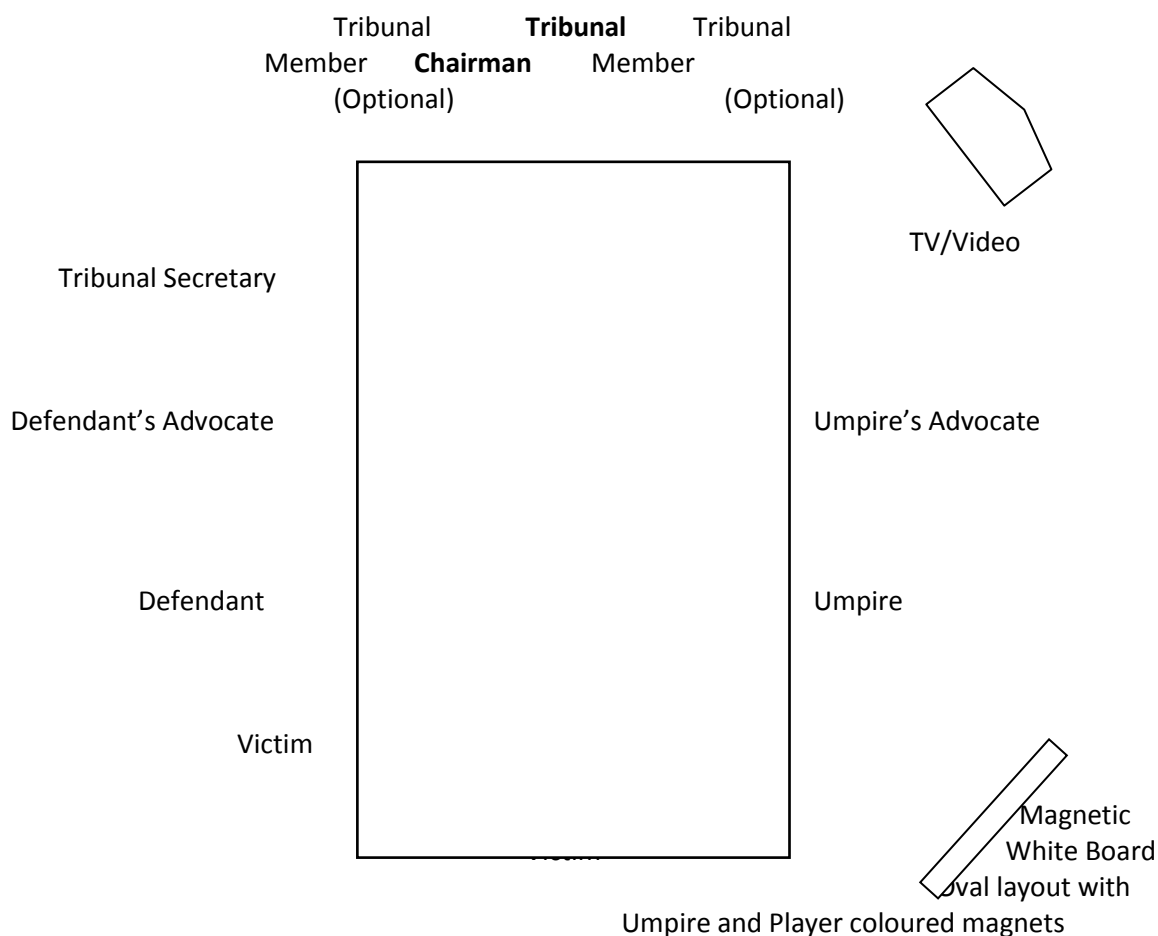 Tribunal Tribunal Tribunal
Member Chairman Member
(Optional) (Optional)
TV/Video
Tribunal Secretary
Defendant’s Advocate Umpire’s Advocate
Defendant Umpire
Victim
Magnetic
White Board
Oval layout with
Umpire and Player coloured magnets